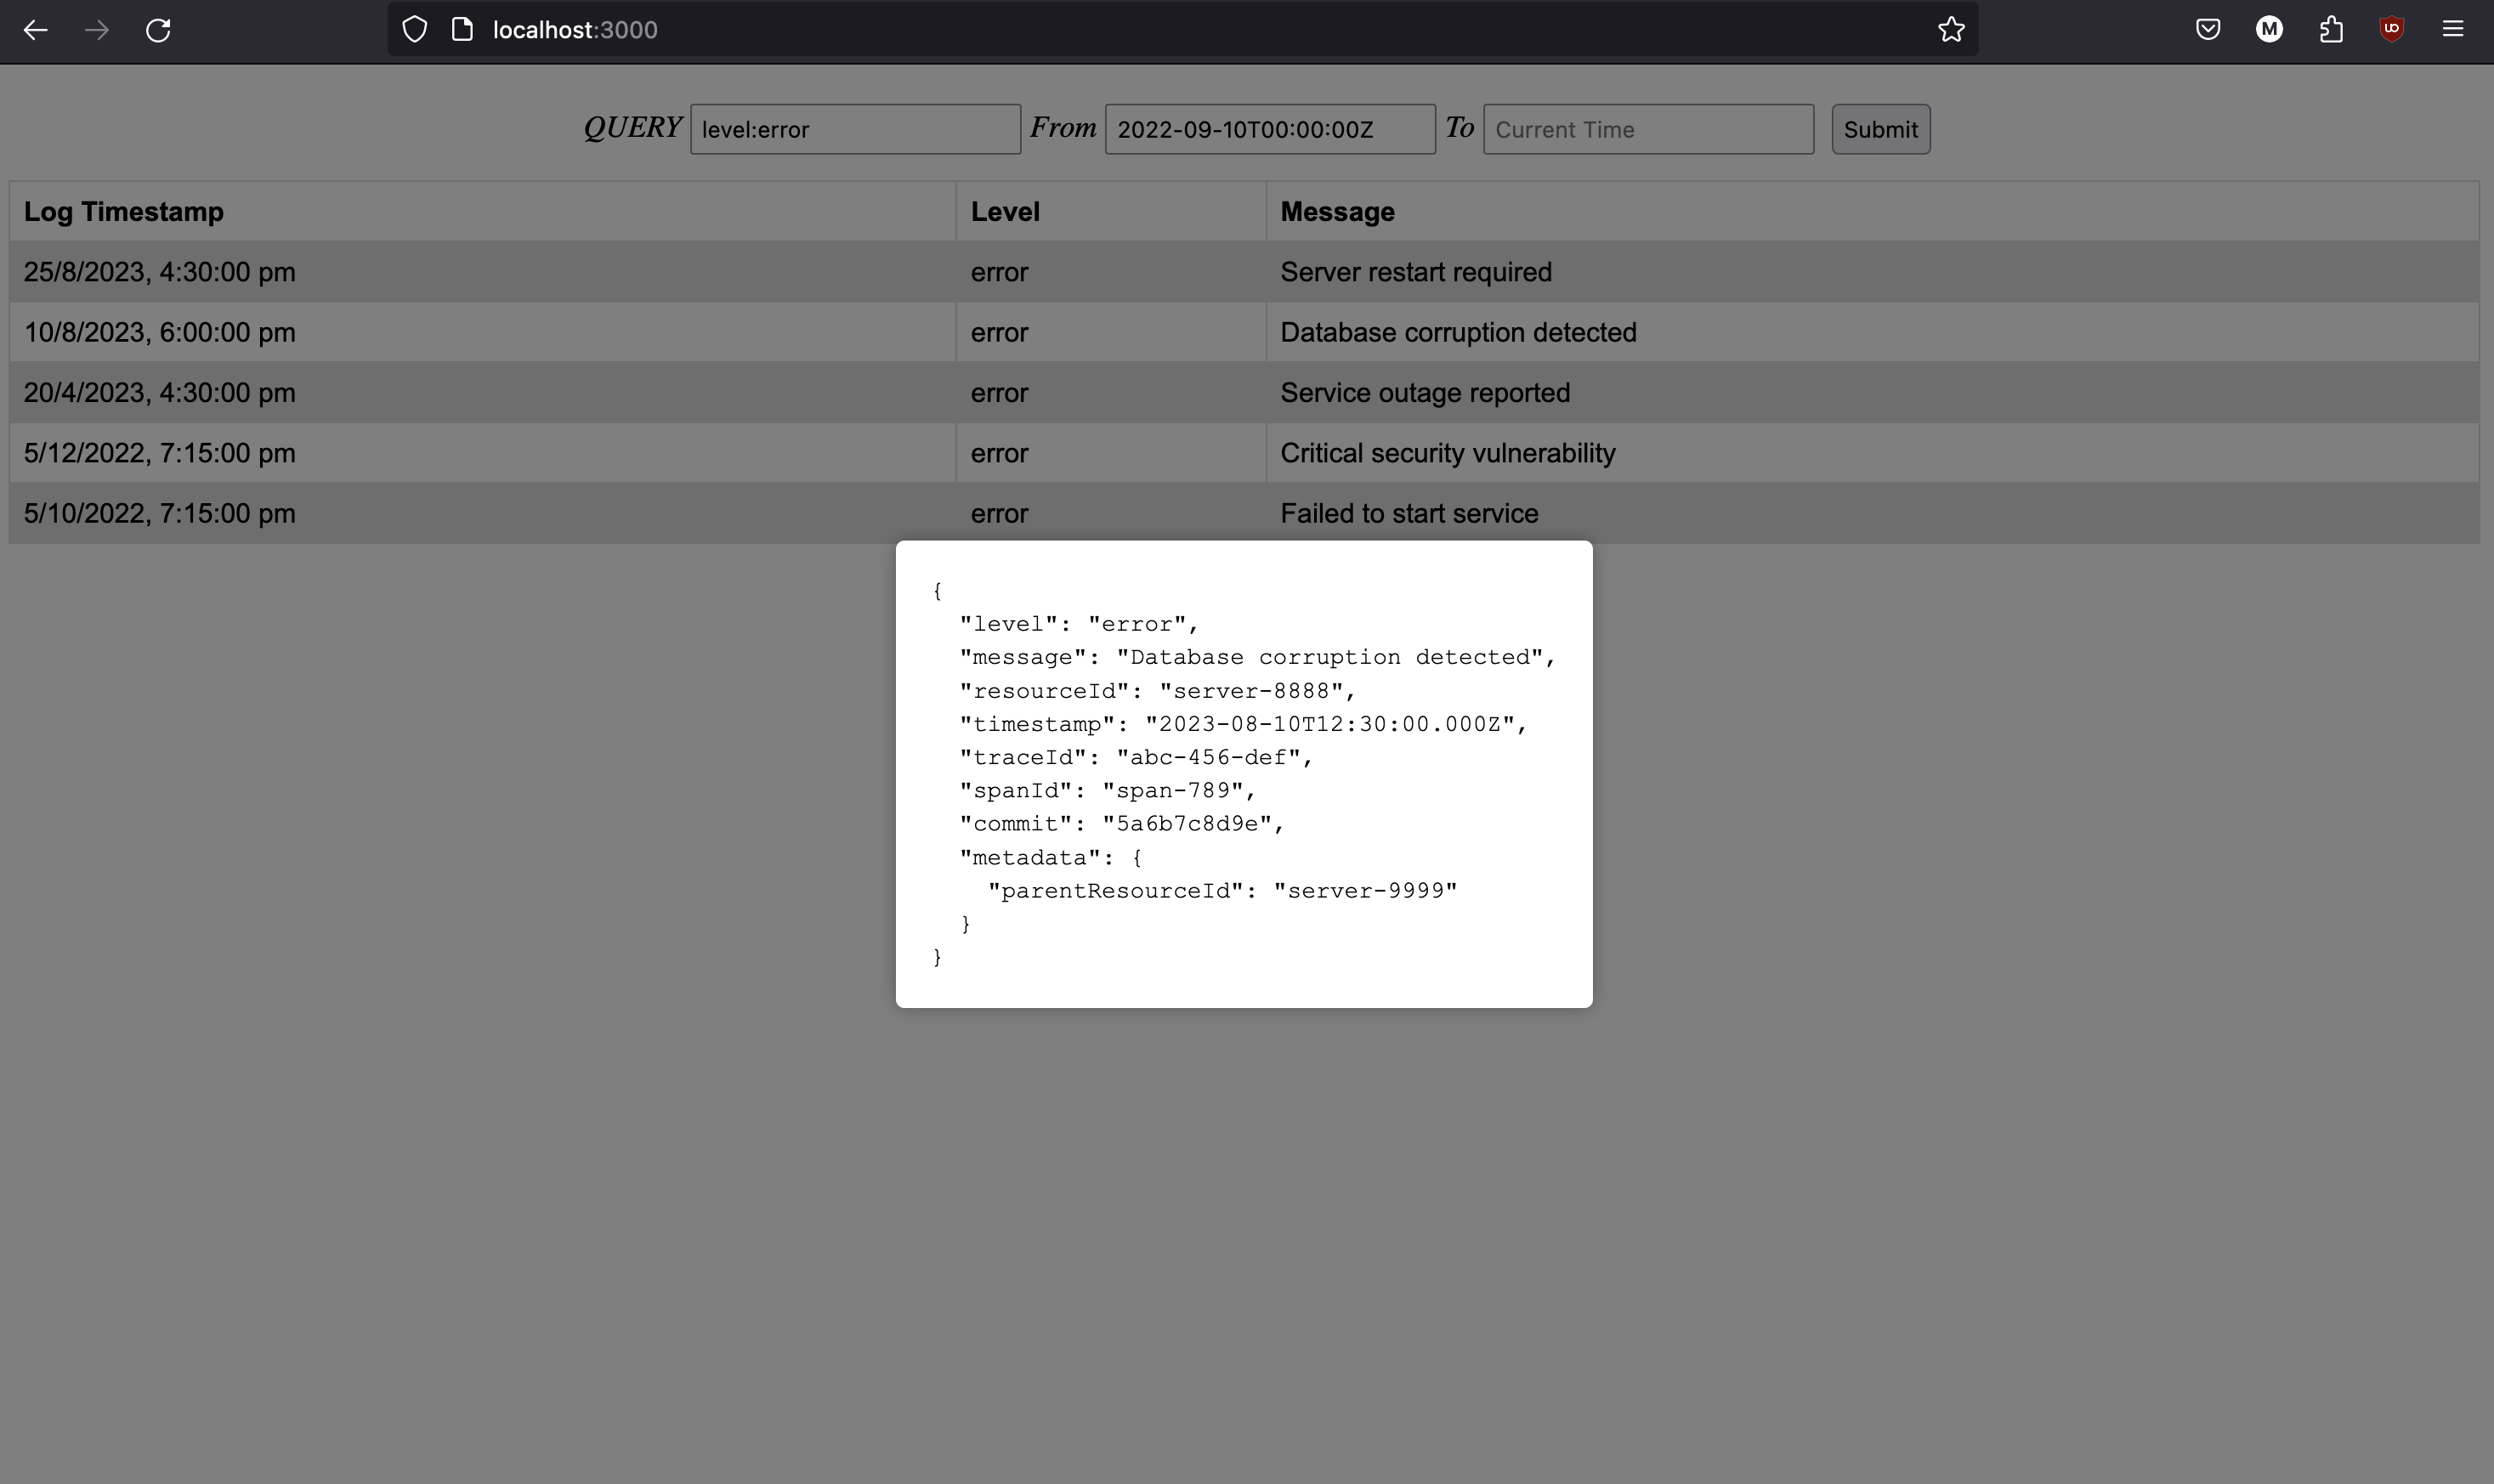 localhost:3000
M
QUERY level:error From 2022-09-10T00:00:00Z To Current Time Submit
Log Timestamp Level Message
25/8/2023, 4:30:00 pm error Server restart required
10/8/2023, 6:00:00 pm error Database corruption detected
20/4/2023, 4:30:00 pm error Service outage reported
5/12/2022, 7:15:00 pm error Critical security vulnerability
5/10/2022, 7:15:00 pm error Failed to start service
{
  "level": "error",
  "message": "Database corruption detected",
  "resourceId": "server-8888",
  "timestamp": "2023-08-10T12:30:00.000Z",
  "traceId": "abc-456-def",
  "spanId": "span-789",
  "commit": "5a6b7c8d9e",
  "metadata": {
    "parentResourceId": "server-9999"
  }
}